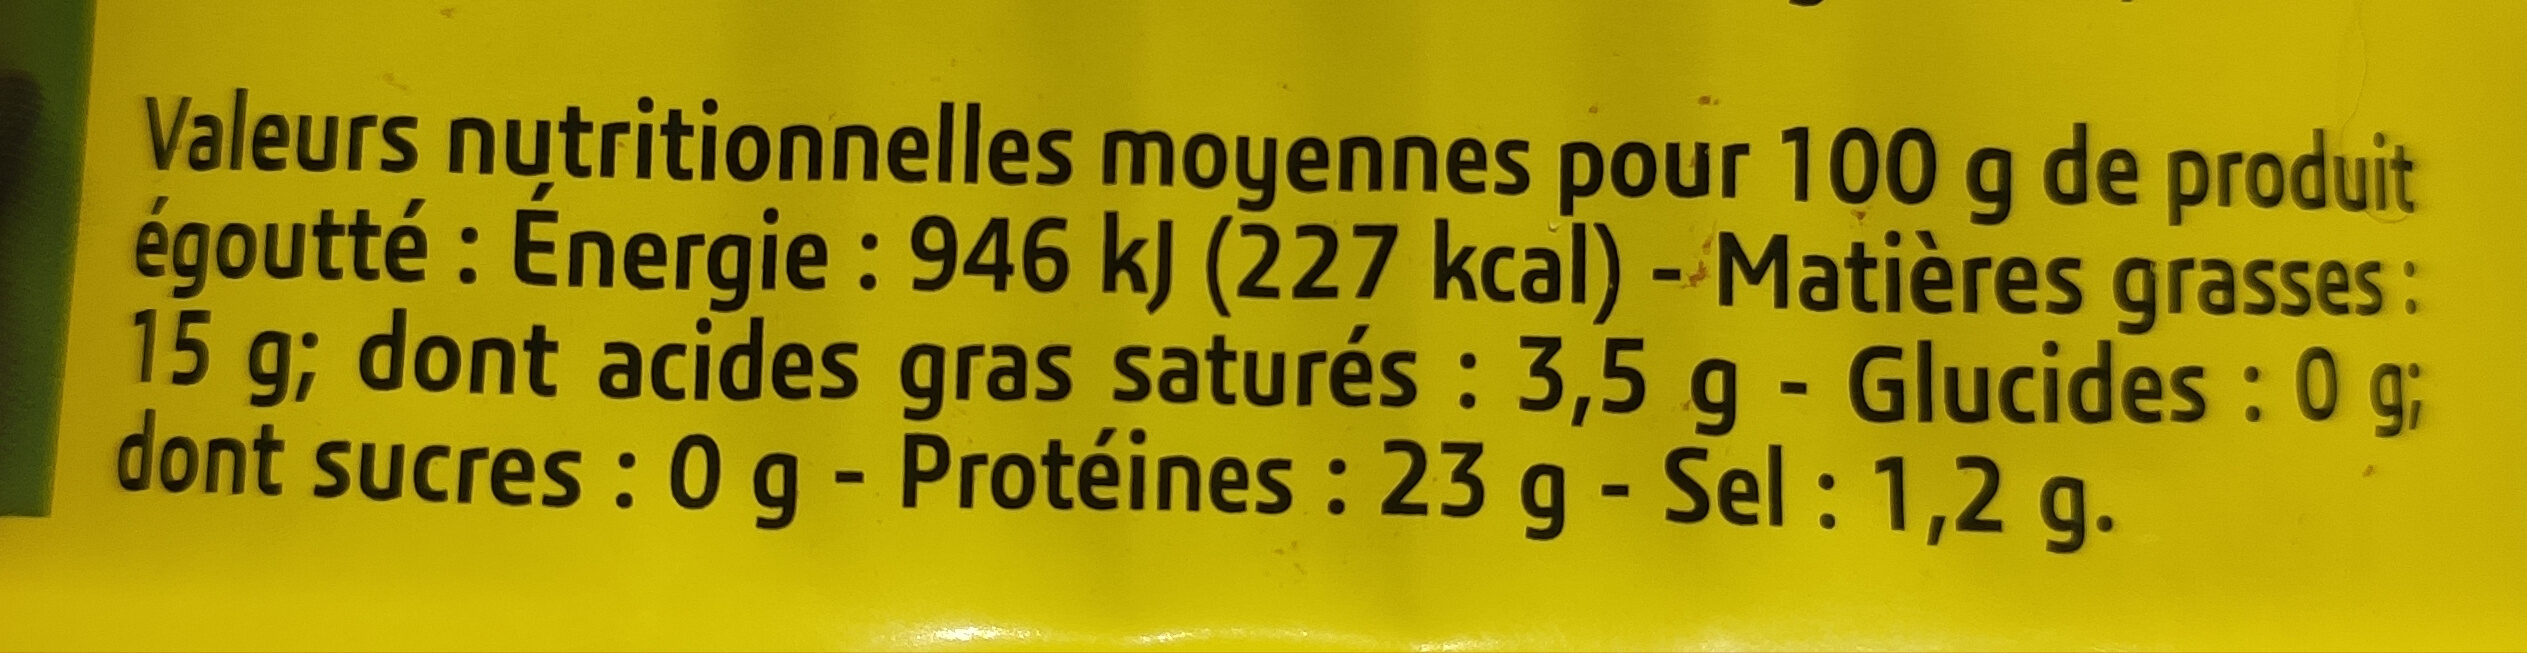 Valeurs nutritionnelles moyennes pour 100 g de produit
égoutté : Énergie : 946 kJ (227 kcal) - Matières grasses :
15 g; dont acides gras saturés : 3,5 g - Glucides : 0 g;
dont sucres : 0 g - Protéines : 23 g - Sel : 1,2 g.